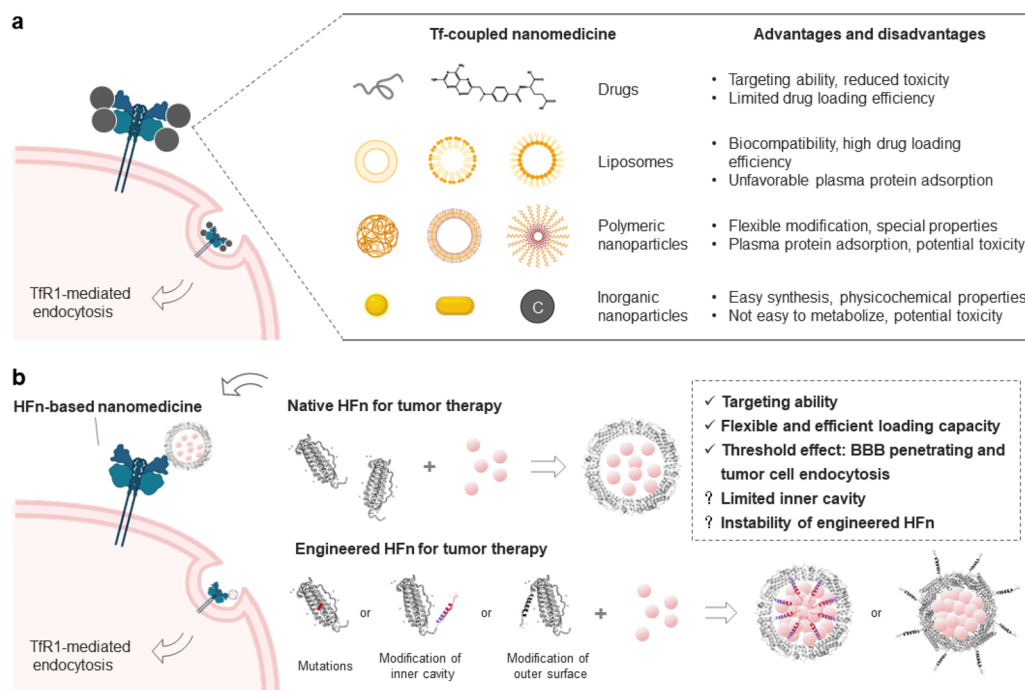 a
Tf-coupled nanomedicine
Advantages and disadvantages
Drugs
• Targeting ability, reduced toxicity
• Limited drug loading efficiency
Liposomes
• Biocompatibility, high drug loading
efficiency
• Unfavorable plasma protein adsorption
Polymeric
nanoparticles
• Flexible modification, special properties
• Plasma protein adsorption, potential toxicity
TfR1-mediated
endocytosis
C
Inorganic
nanoparticles
• Easy synthesis, physicochemical properties
• Not easy to metabolize, potential toxicity
b
HFn-based nanomedicine
Native HFn for tumor therapy
+
✓ Targeting ability
✓ Flexible and efficient loading capacity
✓ Threshold effect: BBB penetrating and
tumor cell endocytosis
? Limited inner cavity
? Instability of engineered HFn
Engineered HFn for tumor therapy
or
or
+
or
TfR1-mediated
endocytosis
Mutations
Modification of
inner cavity
Modification of
outer surface